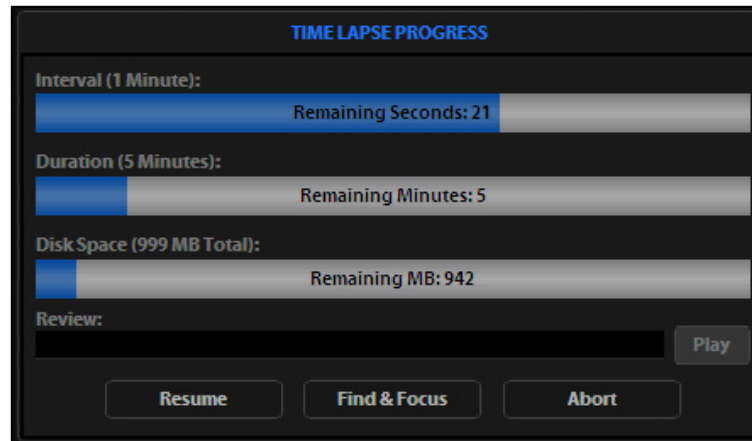 TIME LAPSE PROGRESS
Interval (1 Minute):
Remaining Seconds: 21
Duration (5 Minutes):
Remaining Minutes: 5
Disk Space (999 MB Total):
Remaining MB: 942
Review:
Play
Resume Find & Focus Abort